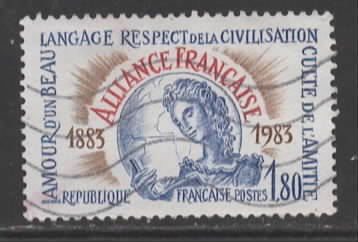 L'AMOUR D'UN BEAU LANGAGE RESPECT DE LA CIVILISATION CULTE DE L'AMITIÉ
ALLIANCE FRANÇAISE
1883 1983
REPUBLIQUE FRANÇAISE POSTES 1,80